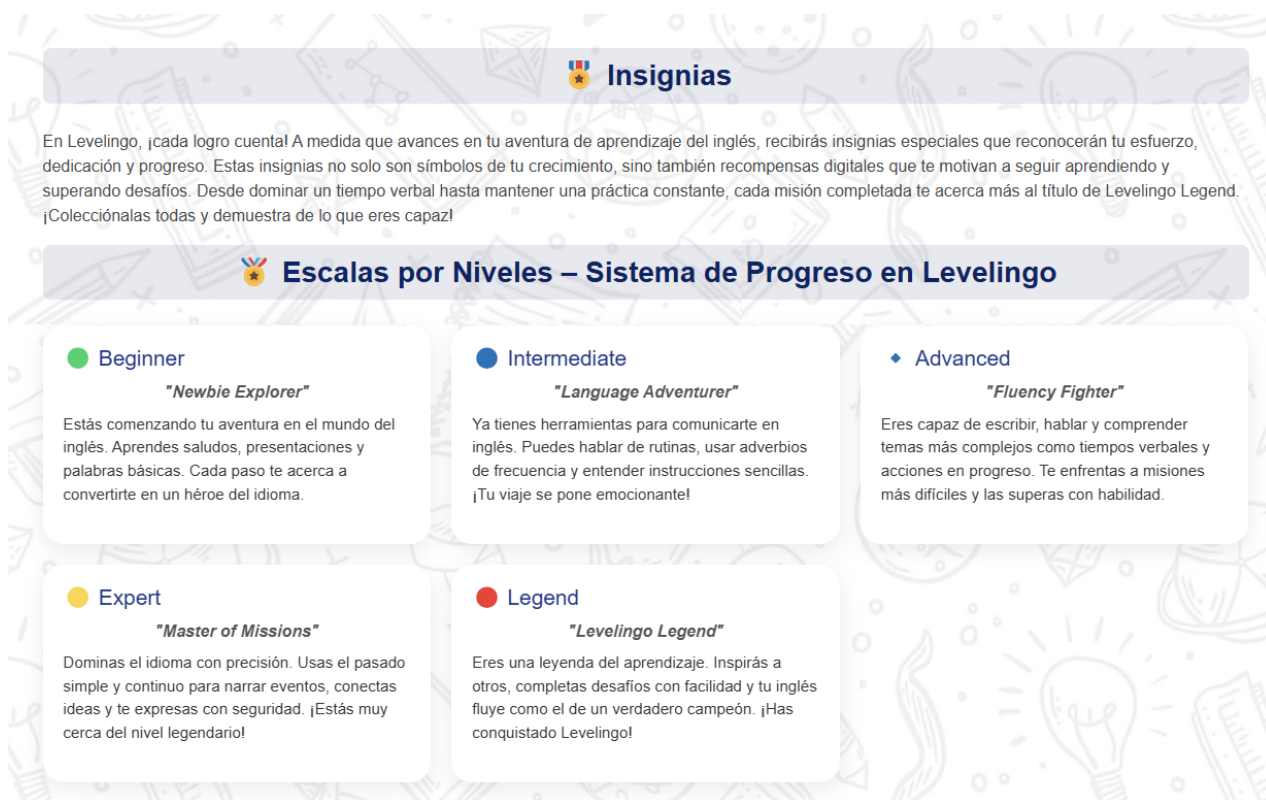 Insignias
En Levelingo, ¡cada logro cuenta! A medida que avances en tu aventura de aprendizaje del inglés, recibirás insignias especiales que reconocerán tu esfuerzo,
dedicación y progreso. Estas insignias no solo son símbolos de tu crecimiento, sino también recompensas digitales que te motivan a seguir aprendiendo y
superando desafíos. Desde dominar un tiempo verbal hasta mantener una práctica constante, cada misión completada te acerca más al título de Levelingo Legend.
¡Colecciónalas todas y demuestra de lo que eres capaz!
Escalas por Niveles – Sistema de Progreso en Levelingo
Beginner
"Newbie Explorer"
Estás comenzando tu aventura en el mundo del
inglés. Aprendes saludos, presentaciones y
palabras básicas. Cada paso te acerca a
convertirte en un héroe del idioma.
Intermediate
"Language Adventurer"
Ya tienes herramientas para comunicarte en
inglés. Puedes hablar de rutinas, usar adverbios
de frecuencia y entender instrucciones sencillas.
¡Tu viaje se pone emocionante!
Advanced
"Fluency Fighter"
Eres capaz de escribir, hablar y comprender
temas más complejos como tiempos verbales y
acciones en progreso. Te enfrentas a misiones
más difíciles y las superas con habilidad.
Expert
"Master of Missions"
Dominas el idioma con precisión. Usas el pasado
simple y continuo para narrar eventos, conectas
ideas y te expresas con seguridad. ¡Estás muy
cerca del nivel legendario!
Legend
"Levelingo Legend"
Eres una leyenda del aprendizaje. Inspirás a
otros, completas desafíos con facilidad y tu inglés
fluye como el de un verdadero campeón. ¡Has
conquistado Levelingo!